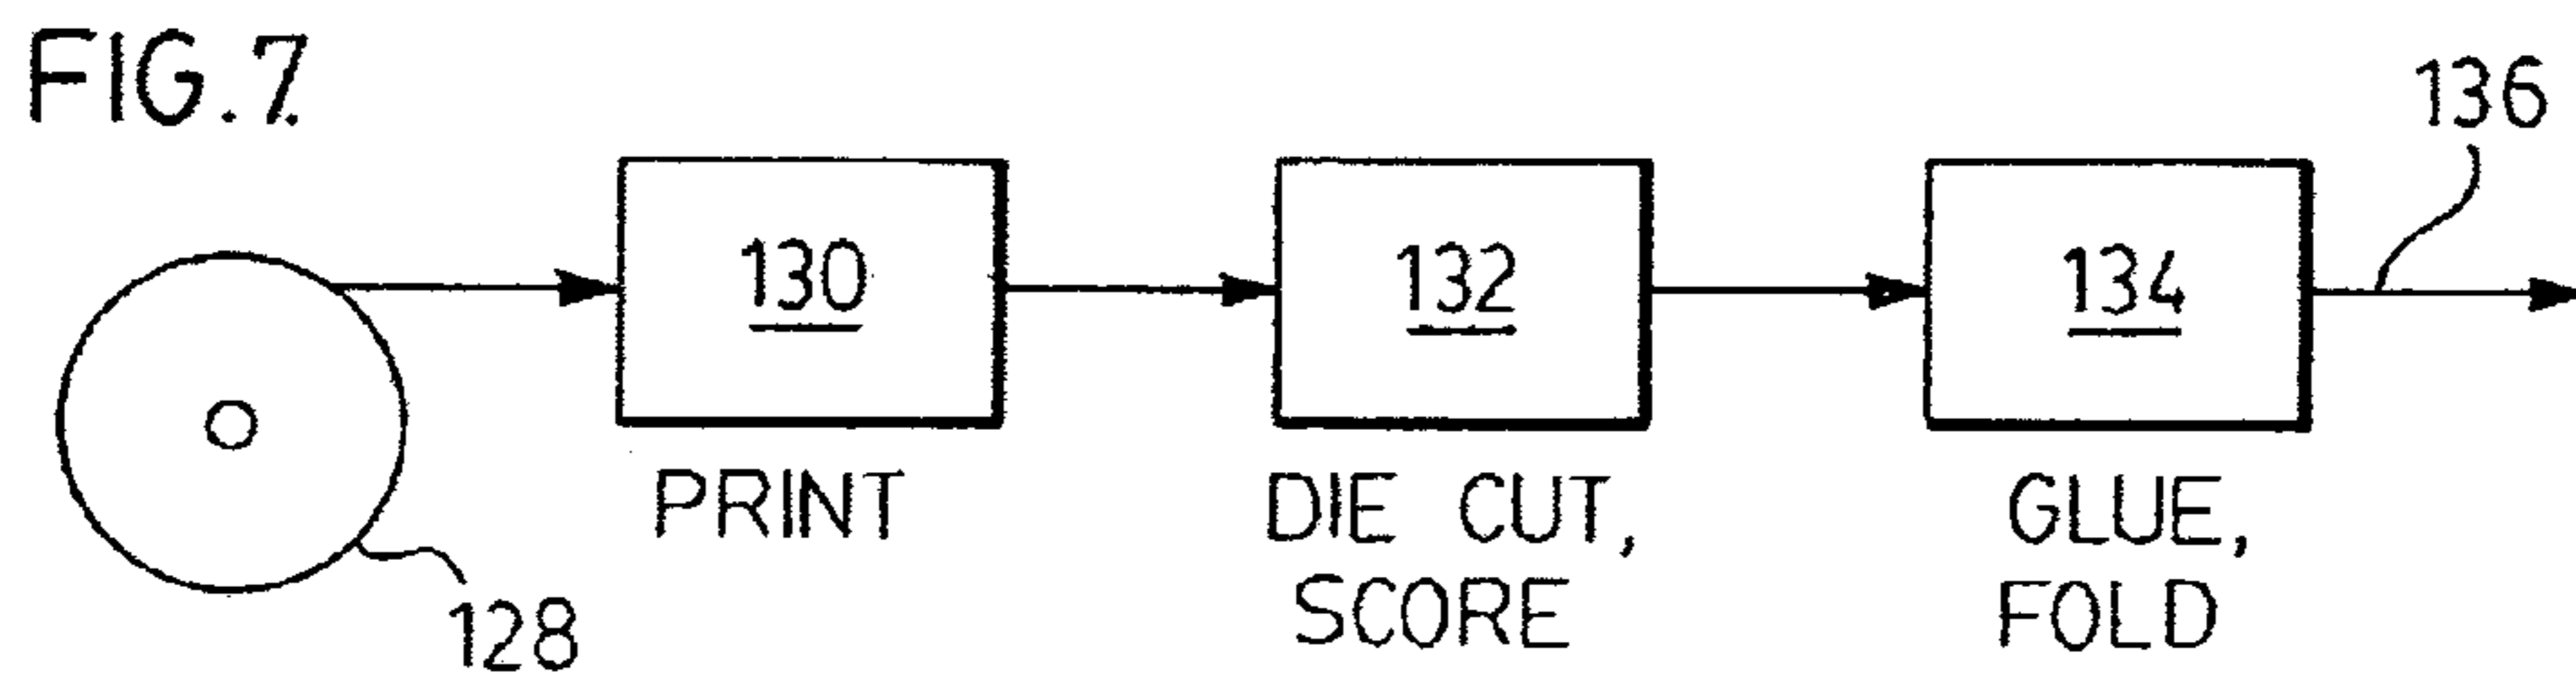 FIG. 7.
136
130
132
134
PRINT
DIE CUT,
SCORE
GLUE,
FOLD
128